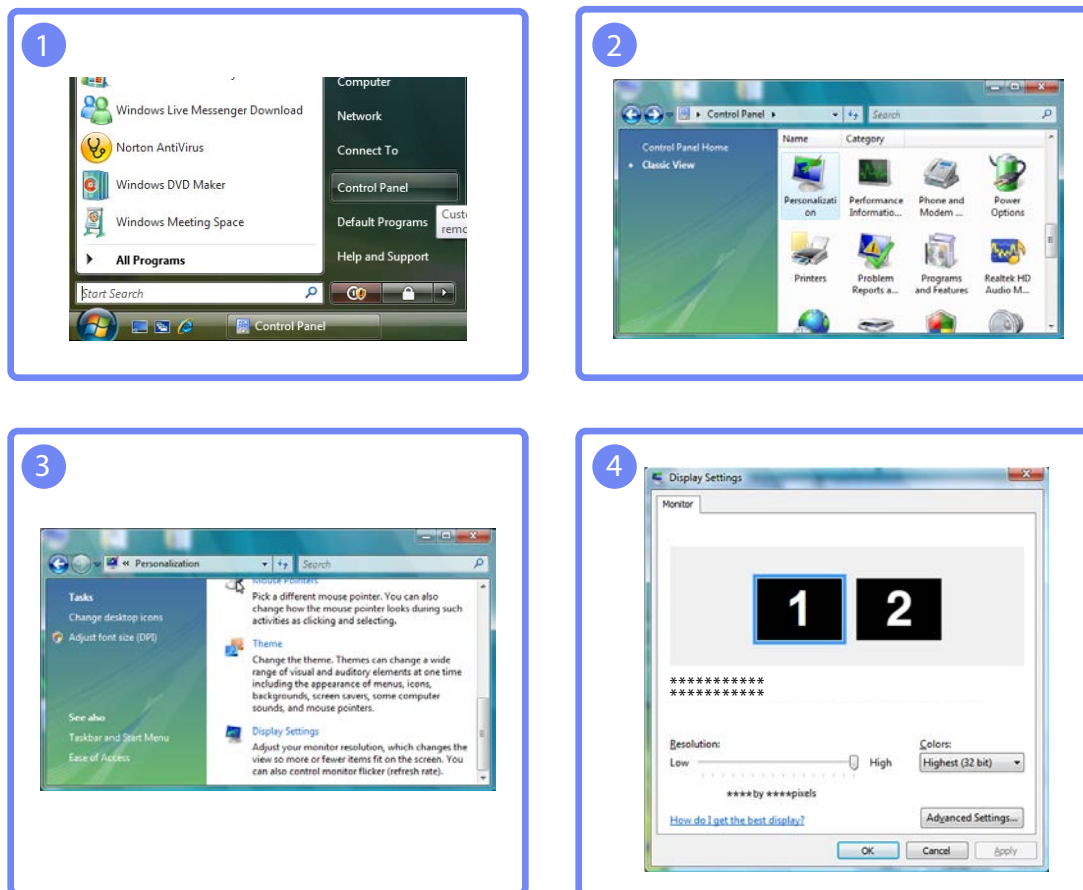 1
Computer
Windows Live Messenger Download
Network
Norton AntiVirus
Connect To
Windows DVD Maker
Control Panel
Windows Meeting Space
Default Programs
Cust
remo
All Programs
Help and Support
Start Search
Control Panel
2
Control Panel
Search
Control Panel Home
Classic View
Name Category
Personalizati
on
Performance
Informatio...
Phone and
Modem ...
Power
Options
Printers
Problem
Reports a...
Programs
and Features
Realtek HD
Audio M...
3
« Personalization
Search
Tasks
Change desktop icons
Adjust font size (DPI)
See also
Taskbar and Start Menu
Ease of Access
Mouse Pointers
Pick a different mouse pointer. You can also
change how the mouse pointer looks during such
activities as clicking and selecting.
Theme
Change the theme. Themes can change a wide
range of visual and auditory elements at one time
including the appearance of menus, icons,
backgrounds, screen savers, some computer
sounds, and mouse pointers.
Display Settings
Adjust your monitor resolution, which changes the
view so more or fewer items fit on the screen. You
can also control monitor flicker (refresh rate).
4
Display Settings
Monitor
1 2
***********
***********
Resolution:
Low High
****by ****pixels
Colors:
Highest (32 bit)
How do I get the best display?
Advanced Settings...
OK Cancel Apply